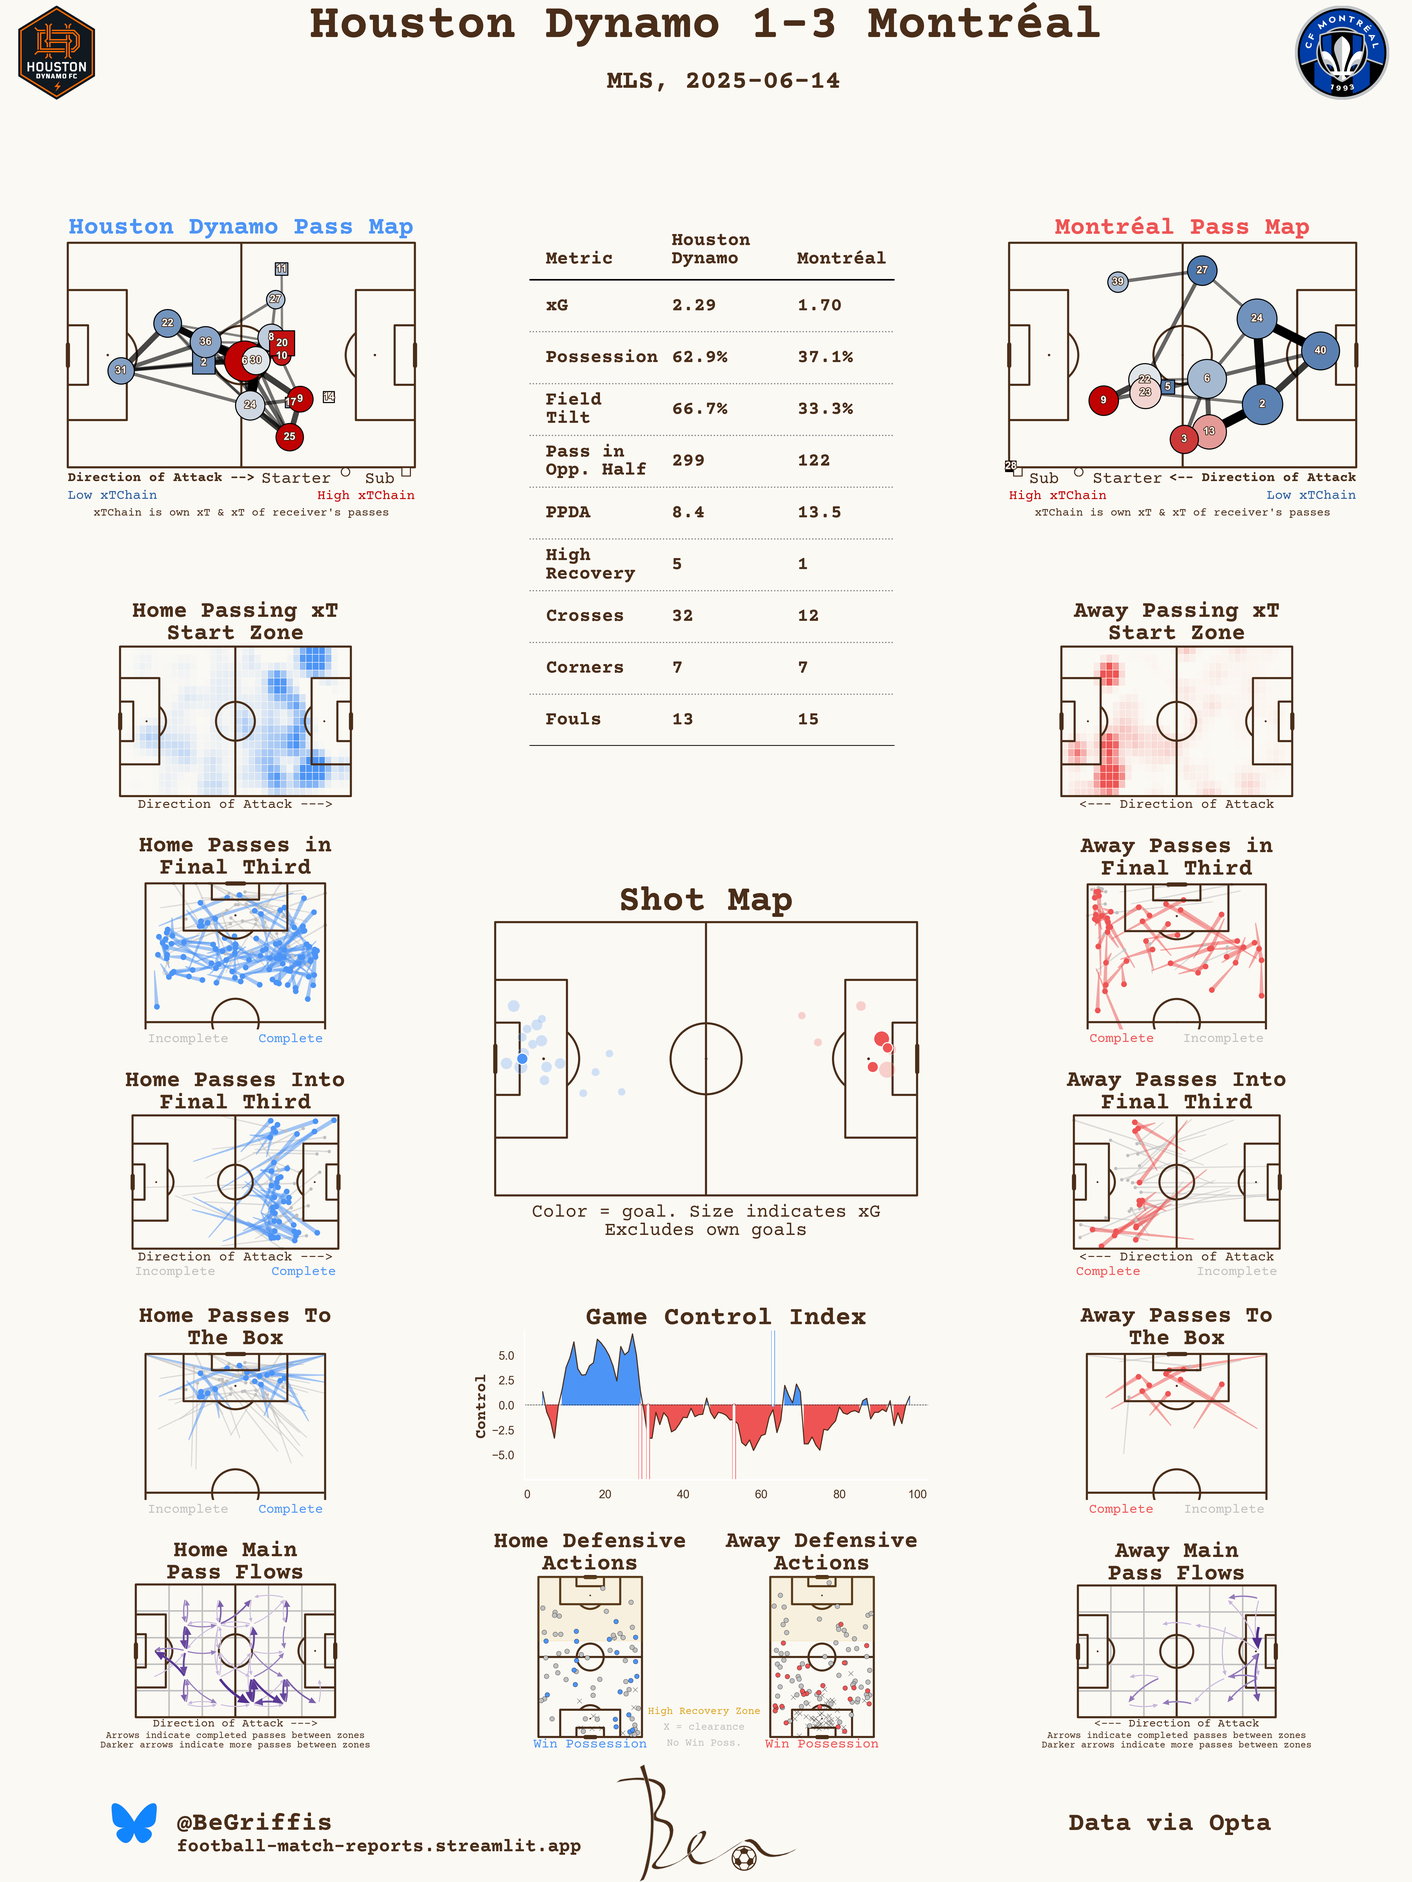 Houston Dynamo 1-3 Montréal
MLS, 2025-06-14
HOUSTON
DYNAMO FC
CF MONTRÉAL
1993
Houston Dynamo Pass Map
11
27
22
36
8
20
10
2
6
30
31
24
17
9
14
25
Direction of Attack --> Starter Sub
Low xTChain High xTChain
xTChain is own xT & xT of receiver's passes
Metric Houston Dynamo Montréal
xG 2.29 1.70
Possession 62.9% 37.1%
Field Tilt 66.7% 33.3%
Pass in Opp. Half 299 122
PPDA 8.4 13.5
High Recovery 5 1
Crosses 32 12
Corners 7 7
Fouls 13 15
Montréal Pass Map
39
27
24
40
22
5
6
23
9
2
13
3
28
Sub Starter <-- Direction of Attack
High xTChain Low xTChain
xTChain is own xT & xT of receiver's passes
Home Passing xT
Start Zone
Direction of Attack --->
Away Passing xT
Start Zone
<--- Direction of Attack
Home Passes in
Final Third
Incomplete Complete
Away Passes in
Final Third
Complete Incomplete
Shot Map
Color = goal. Size indicates xG
Excludes own goals
Home Passes Into
Final Third
Direction of Attack --->
Incomplete Complete
Away Passes Into
Final Third
<--- Direction of Attack
Complete Incomplete
Home Passes To
The Box
Incomplete Complete
Game Control Index
Control
5.0
2.5
0.0
−2.5
−5.0
0 20 40 60 80 100
Away Passes To
The Box
Complete Incomplete
Home Main
Pass Flows
Direction of Attack --->
Arrows indicate completed passes between zones
Darker arrows indicate more passes between zones
Home Defensive
Actions
Win Possession
High Recovery Zone
X = clearance
No Win Poss.
Away Defensive
Actions
Win Possession
Away Main
Pass Flows
<--- Direction of Attack
Arrows indicate completed passes between zones
Darker arrows indicate more passes between zones
@BeGriffis
football-match-reports.streamlit.app
Ben
Data via Opta